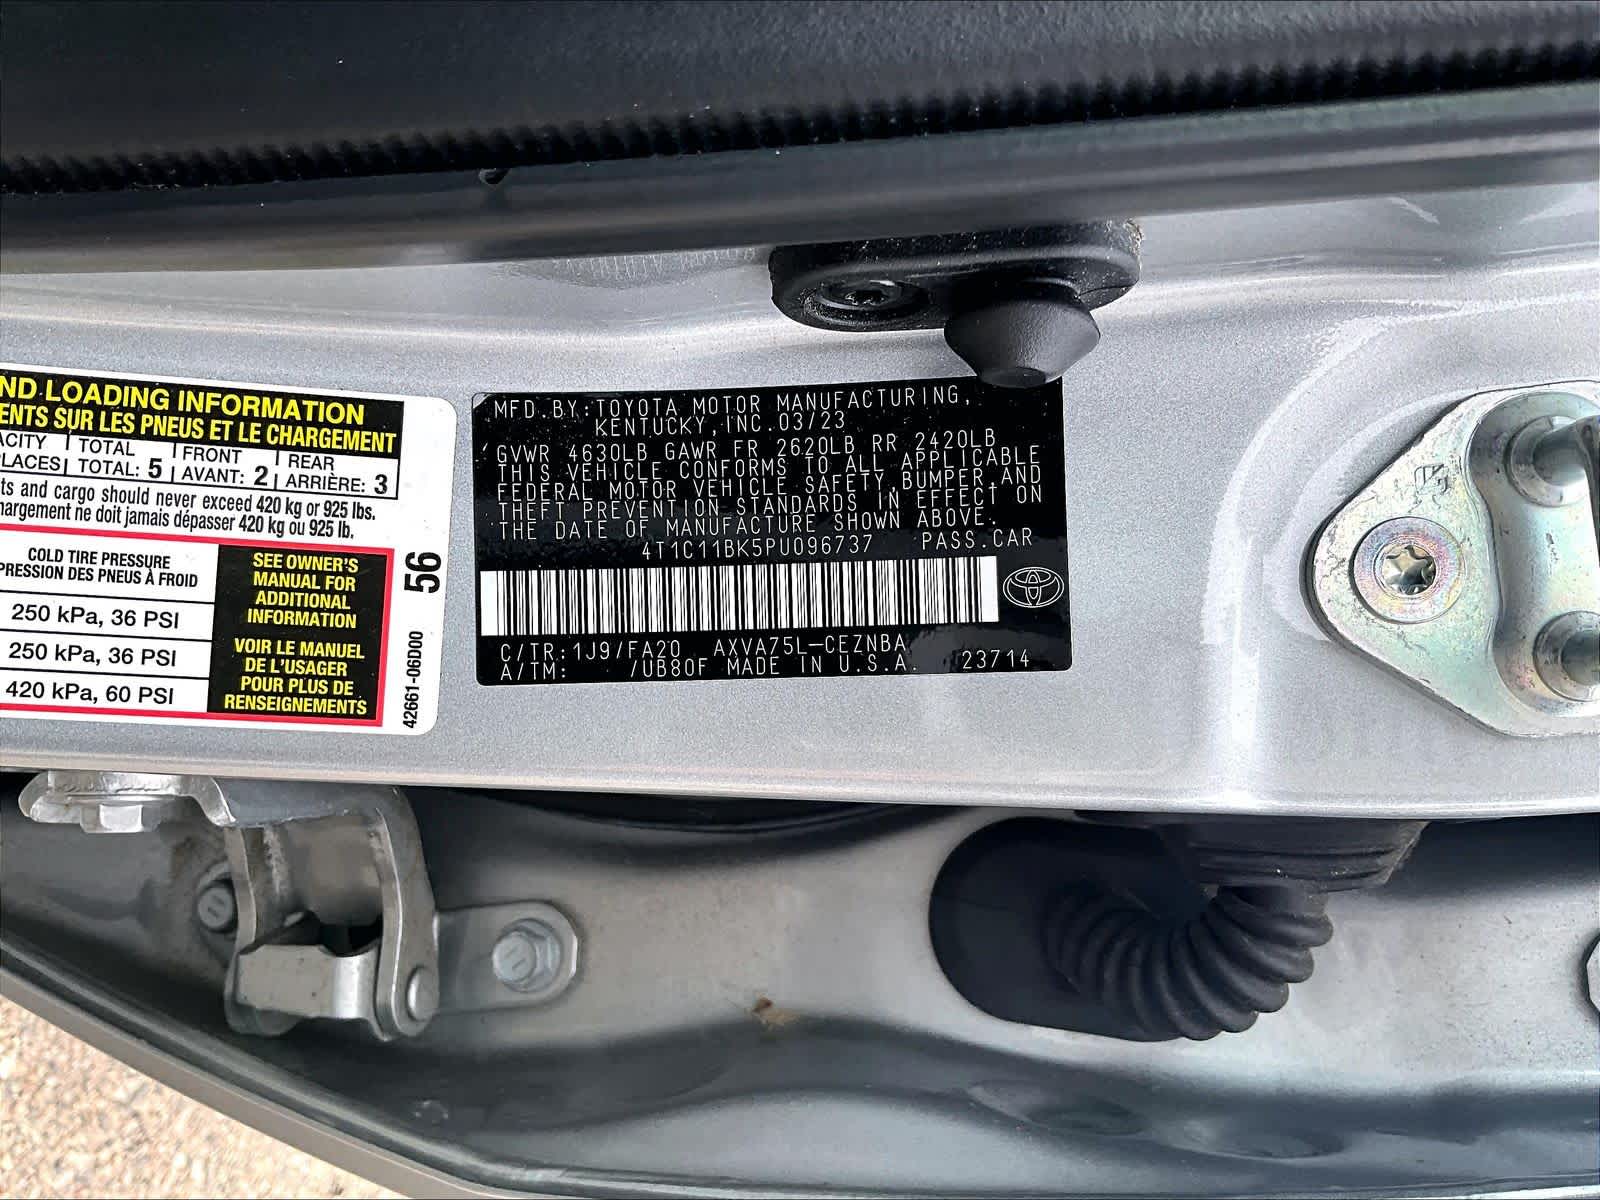 ND LOADING INFORMATION
ENTS SUR LES PNEUS ET LE CHARGEMENT
ACITY TOTAL FRONT REAR
PLACES TOTAL: 5 AVANT: 2 ARRIÈRE: 3
ts and cargo should never exceed 420 kg or 925 lbs.
hargement ne doit jamais dépasser 420 kg ou 925 lb.
COLD TIRE PRESSURE
PRESSION DES PNEUS À FROID
250 kPa, 36 PSI
250 kPa, 36 PSI
420 kPa, 60 PSI
SEE OWNER'S
MANUAL FOR
ADDITIONAL
INFORMATION
VOIR LE MANUEL
DE L'USAGER
POUR PLUS DE
RENSEIGNEMENTS
56
42661-06D00
MFD.BY:TOYOTA MOTOR MANUFACTURING,
KENTUCKY,INC.03/23
GVWR 4630LB GAWR FR 2620LB RR 2420LB
THIS VEHICLE CONFORMS TO ALL APPLICABLE
FEDERAL MOTOR VEHICLE SAFETY,BUMPER,AND
THEFT PREVENTION STANDARDS IN EFFECT ON
THE DATE OF MANUFACTURE SHOWN ABOVE.
4T1C11BK5PU096737 PASS.CAR
C/TR:1J9/FA20 AXVA75L-CEZNBA
A/TM: /UB80F MADE IN U.S.A. 23714